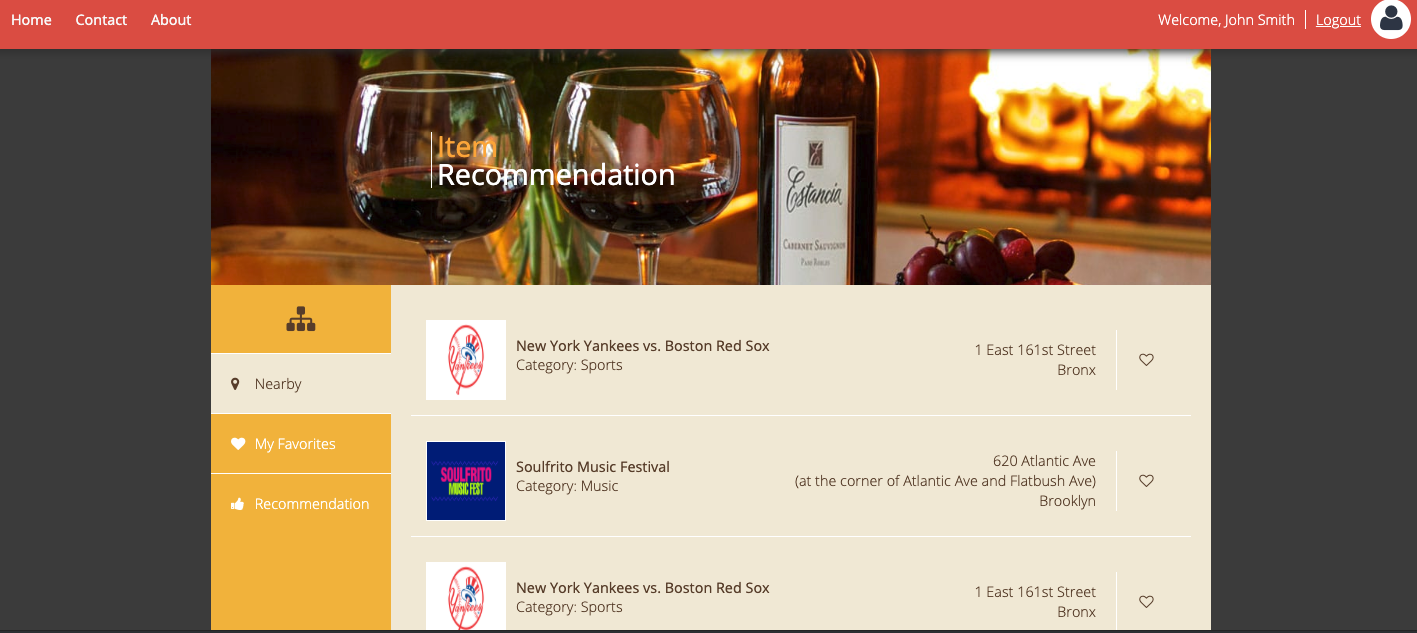 Home Contact About
Welcome, John Smith Logout
Item
Recommendation
Estancia
CABERNET SAUVIGNON
PASO ROBLES
Nearby
My Favorites
Recommendation
Yankees
New York Yankees vs. Boston Red Sox
Category: Sports
1 East 161st Street
Bronx
SOULFRITO
MUSIC FEST
Soulfrito Music Festival
Category: Music
620 Atlantic Ave
(at the corner of Atlantic Ave and Flatbush Ave)
Brooklyn
Yankees
New York Yankees vs. Boston Red Sox
Category: Sports
1 East 161st Street
Bronx